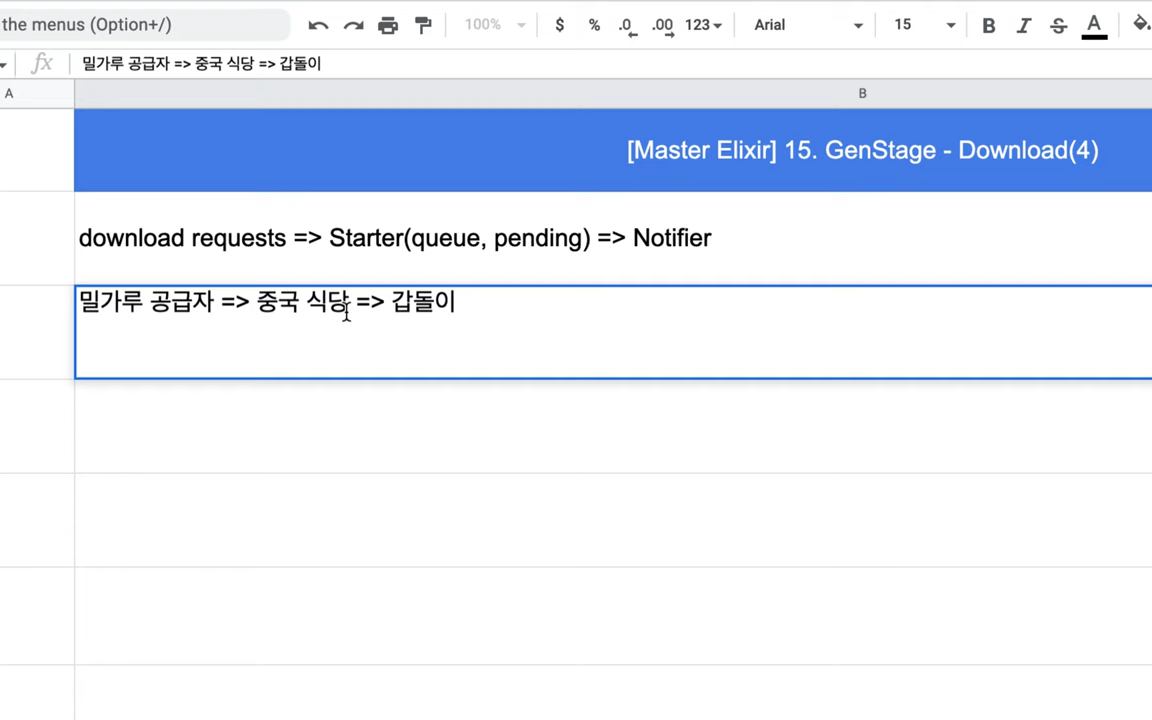 the menus (Option+/)
100%
$ % .0 .00 123
Arial
15
B I S A
fx
밀가루 공급자 => 중국 식당 => 갑돌이
A
B
[Master Elixir] 15. GenStage - Download(4)
download requests => Starter(queue, pending) => Notifier
밀가루 공급자 => 중국 식당 => 갑돌이